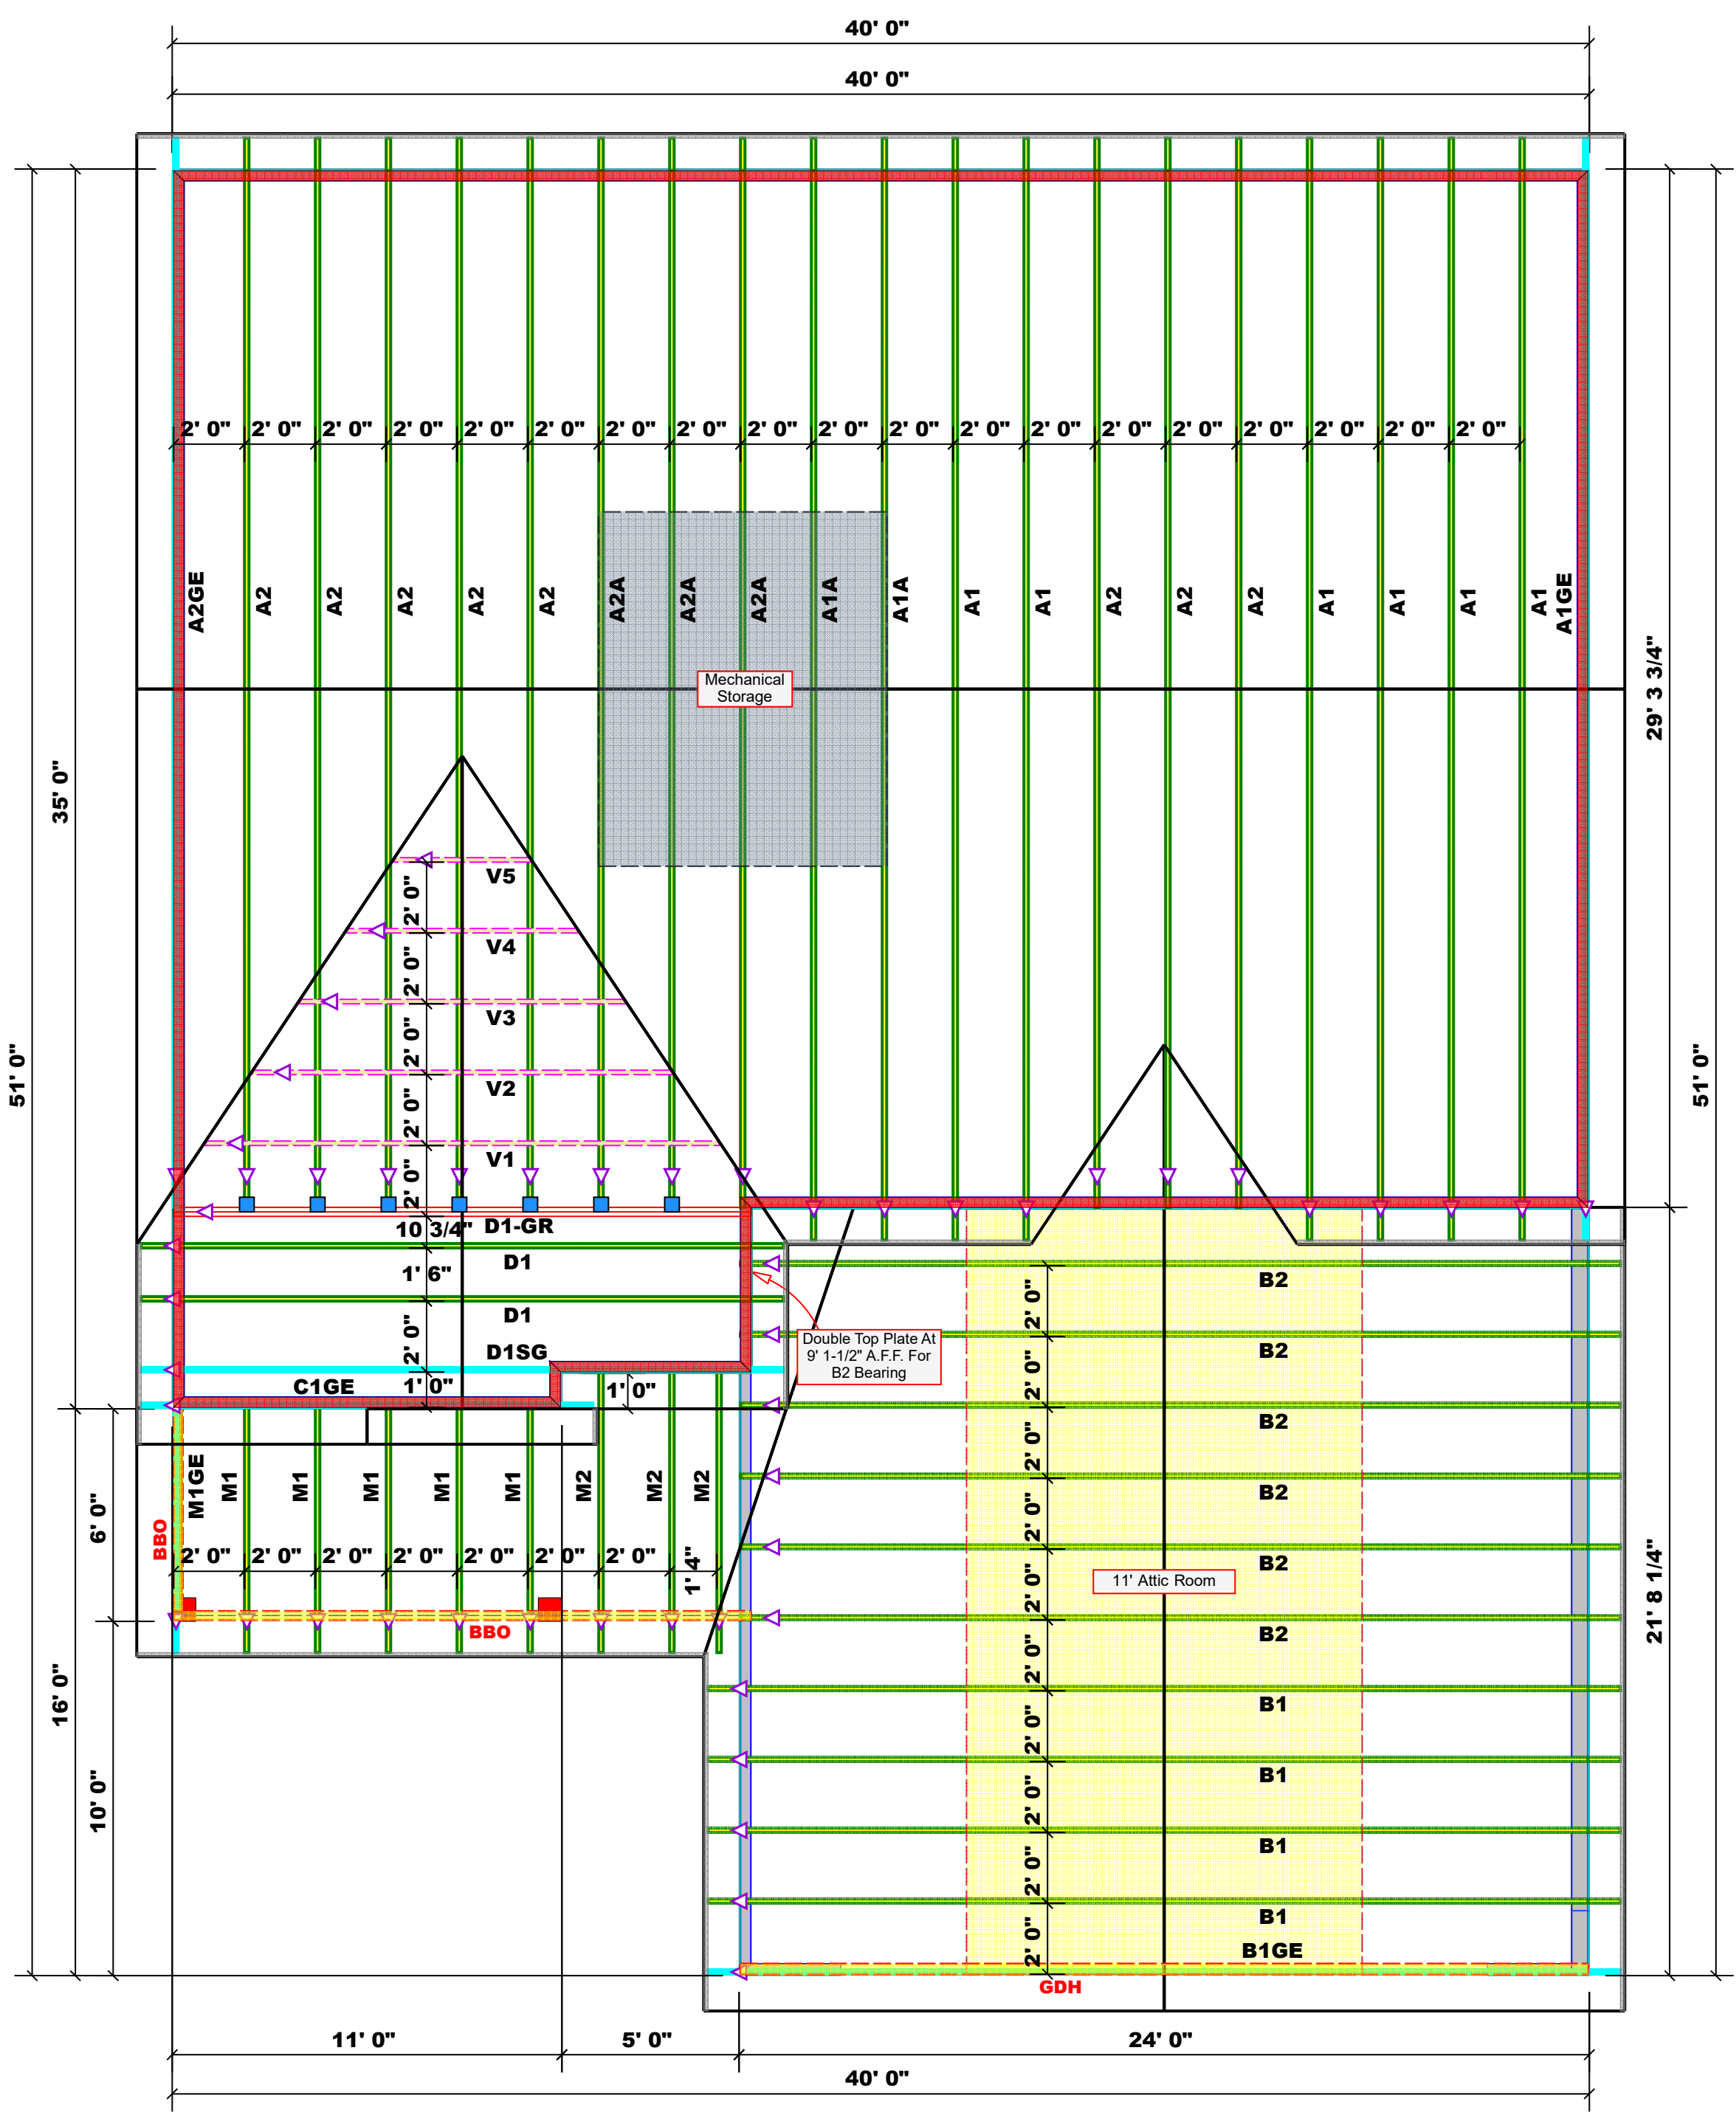 40' 0"
40' 0"
2' 0" 2' 0" 2' 0" 2' 0" 2' 0" 2' 0" 2' 0" 2' 0" 2' 0" 2' 0" 2' 0" 2' 0" 2' 0" 2' 0" 2' 0" 2' 0" 2' 0" 2' 0" 2' 0"
A2GE
A2
A2
A2
A2
A2
A2A
A2A
A2A
A1A
A1A
A1
A1
A2
A2
A2
A1
A1
A1
A1
A1GE
Mechanical
Storage
29' 3 3/4"
35' 0"
51' 0"
51' 0"
V5
2' 0"
V4
2' 0"
V3
2' 0"
V2
2' 0"
V1
2' 0"
10 3/4"
D1-GR
D1
1' 6"
D1
2' 0"
D1SG
C1GE
1' 0"
1' 0"
Double Top Plate At
9' 1-1/2" A.F.F. For
B2 Bearing
B2
2' 0"
B2
2' 0"
B2
2' 0"
B2
2' 0"
B2
2' 0"
B2
2' 0"
B1
2' 0"
B1
2' 0"
B1
2' 0"
B1
2' 0"
B1GE
GDH
11' Attic Room
M1GE
M1
M1
M1
M1
M1
M2
M2
M2
BBO
2' 0" 2' 0" 2' 0" 2' 0" 2' 0" 2' 0" 2' 0" 1' 4"
BBO
6' 0"
16' 0"
10' 0"
21' 8 1/4"
11' 0"
5' 0"
24' 0"
40' 0"